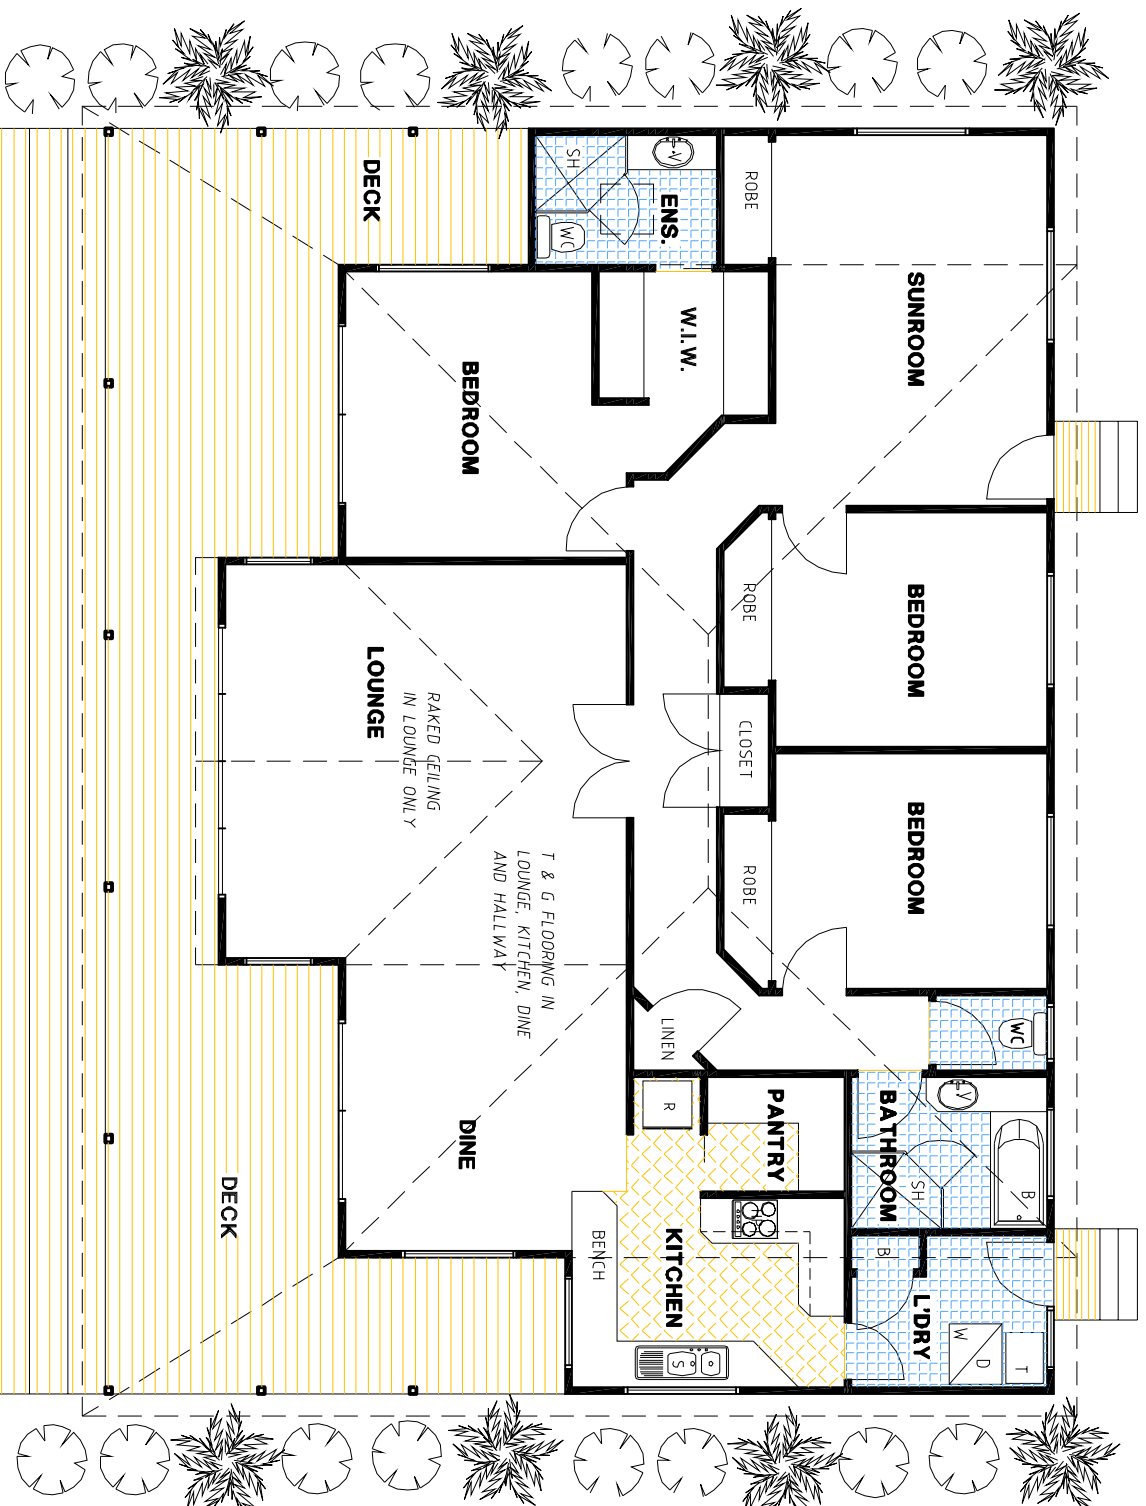 SUNROOM
BEDROOM
BEDROOM
WC
BATHROOM
V
B
SH
L'DRY
B
W
D
T
ROBE
ROBE
CLOSET
ROBE
PANTRY
ENS.
V
SH
WC
W.I.W.
LINEN
R
KITCHEN
BENCH
S
BEDROOM
T & G FLOORING IN
LOUNGE, KITCHEN, DINE
AND HALLWAY
DINE
RAKED CEILING
IN LOUNGE ONLY
LOUNGE
DECK
DECK